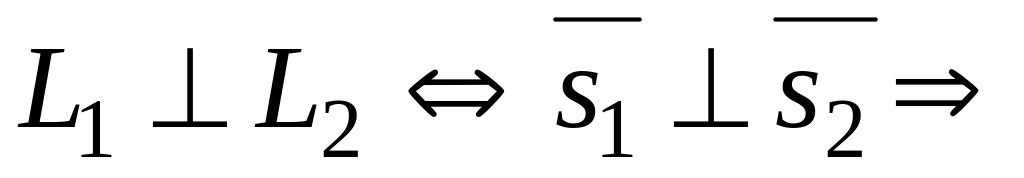 L₁ ⊥ L₂ ⇔ s̅₁ ⊥ s̅₂ ⇒